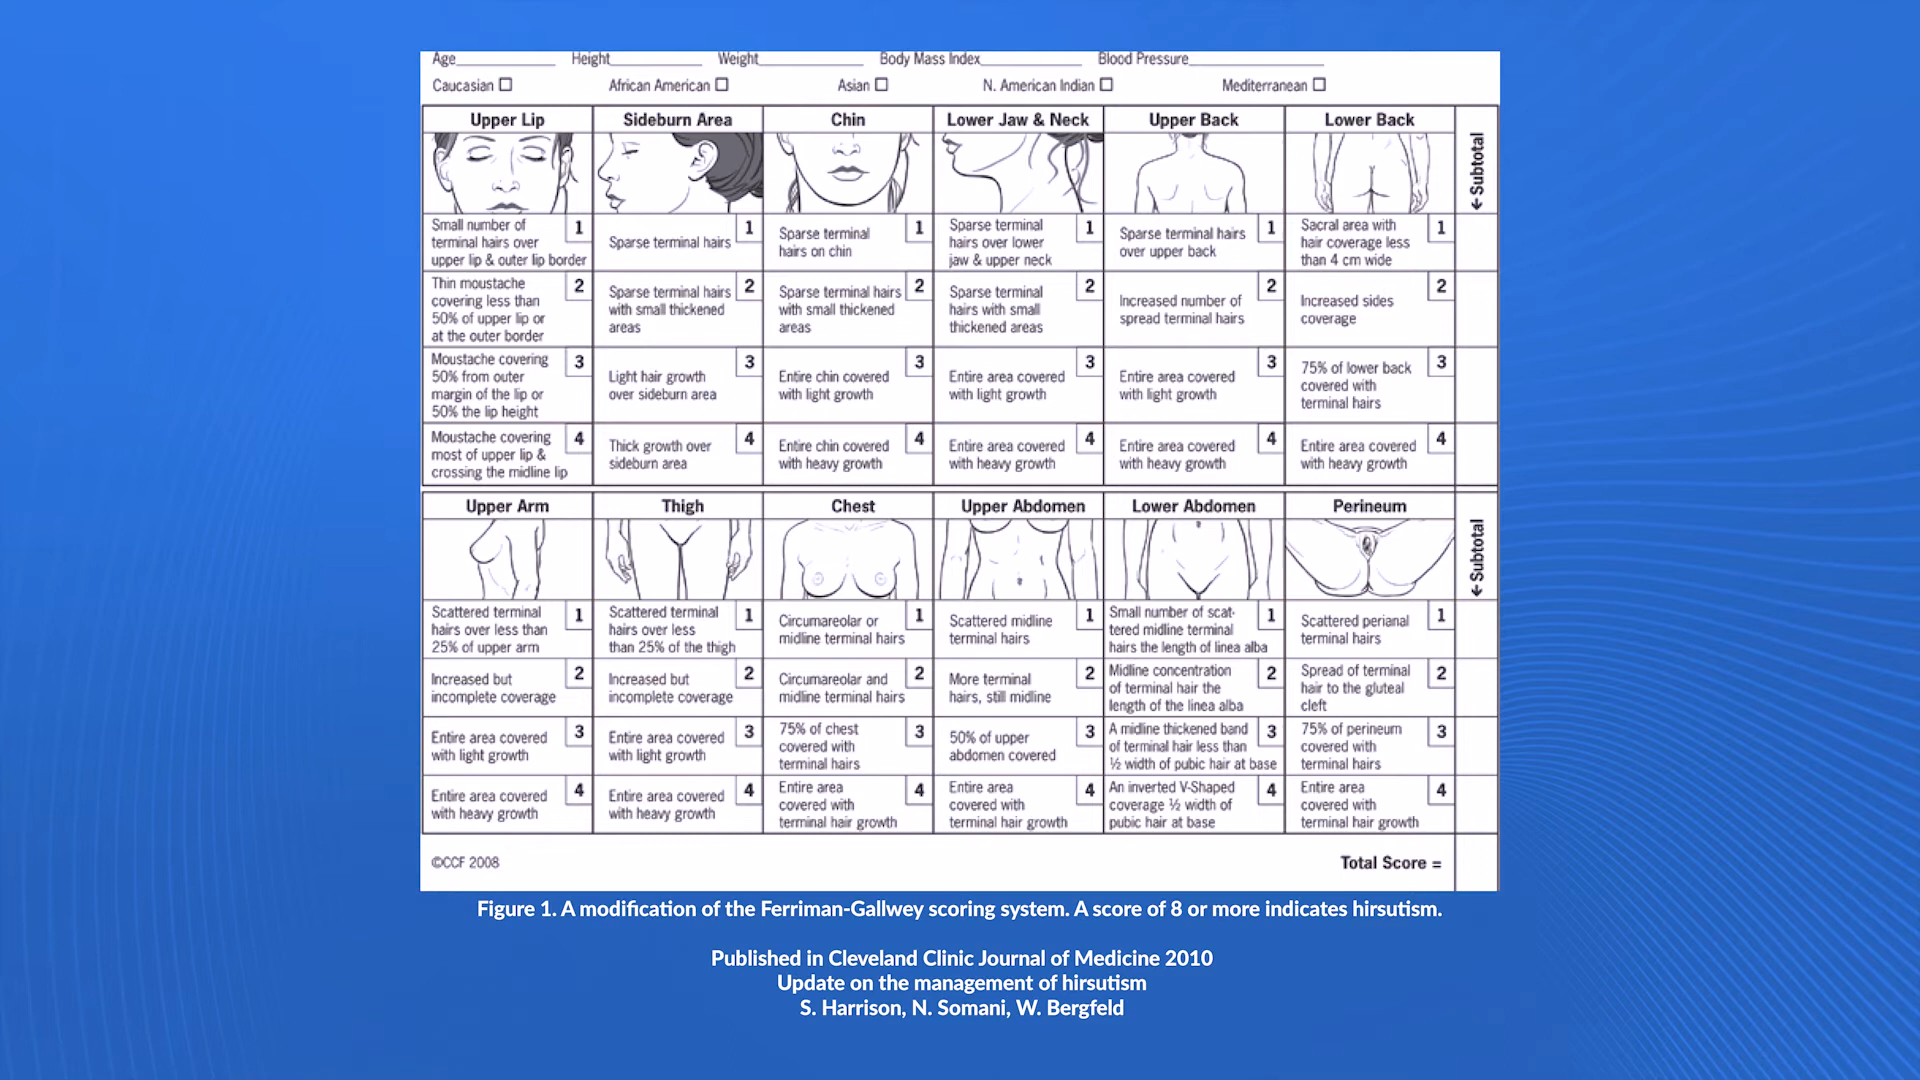 Age____________ Height____________ Weight____________ Body Mass Index____________ Blood Pressure________________
Caucasian ☐ African American ☐ Asian ☐ N. American Indian ☐ Mediterranean ☐
Upper Lip
Sideburn Area
Chin
Lower Jaw & Neck
Upper Back
Lower Back
←Subtotal
Small number of
terminal hairs over
upper lip & outer lip border
1
Sparse terminal hairs
1
Sparse terminal
hairs on chin
1
Sparse terminal
hairs over lower
jaw & upper neck
1
Sparse terminal hairs
over upper back
1
Sacral area with
hair coverage less
than 4 cm wide
1
Thin moustache
covering less than
50% of upper lip or
at the outer border
2
Sparse terminal hairs
with small thickened
areas
2
Sparse terminal hairs
with small thickened
areas
2
Sparse terminal
hairs with small
thickened areas
2
Increased number of
spread terminal hairs
2
Increased sides
coverage
2
Moustache covering
50% from outer
margin of the lip or
50% the lip height
3
Light hair growth
over sideburn area
3
Entire chin covered
with light growth
3
Entire area covered
with light growth
3
Entire area covered
with light growth
3
75% of lower back
covered with
terminal hairs
3
Moustache covering
most of upper lip &
crossing the midline lip
4
Thick growth over
sideburn area
4
Entire chin covered
with heavy growth
4
Entire area covered
with heavy growth
4
Entire area covered
with heavy growth
4
Entire area covered
with heavy growth
4
Upper Arm
Thigh
Chest
Upper Abdomen
Lower Abdomen
Perineum
←Subtotal
Scattered terminal
hairs over less than
25% of upper arm
1
Scattered terminal
hairs over less
than 25% of the thigh
1
Circumareolar or
midline terminal hairs
1
Scattered midline
terminal hairs
1
Small number of scat-
tered midline terminal
hairs the length of linea alba
1
Scattered perianal
terminal hairs
1
Increased but
incomplete coverage
2
Increased but
incomplete coverage
2
Circumareolar and
midline terminal hairs
2
More terminal
hairs, still midline
2
Midline concentration
of terminal hair the
length of the linea alba
2
Spread of terminal
hair to the gluteal
cleft
2
Entire area covered
with light growth
3
Entire area covered
with light growth
3
75% of chest
covered with
terminal hairs
3
50% of upper
abdomen covered
3
A midline thickened band
of terminal hair less than
½ width of pubic hair at base
3
75% of perineum
covered with
terminal hairs
3
Entire area covered
with heavy growth
4
Entire area covered
with heavy growth
4
Entire area
covered with
terminal hair growth
4
Entire area
covered with
terminal hair growth
4
An inverted V-Shaped
coverage ½ width of
pubic hair at base
4
Entire area
covered with
terminal hair growth
4
©CCF 2008
Total Score =
Figure 1. A modification of the Ferriman-Gallwey scoring system. A score of 8 or more indicates hirsutism.
Published in Cleveland Clinic Journal of Medicine 2010
Update on the management of hirsutism
S. Harrison, N. Somani, W. Bergfeld